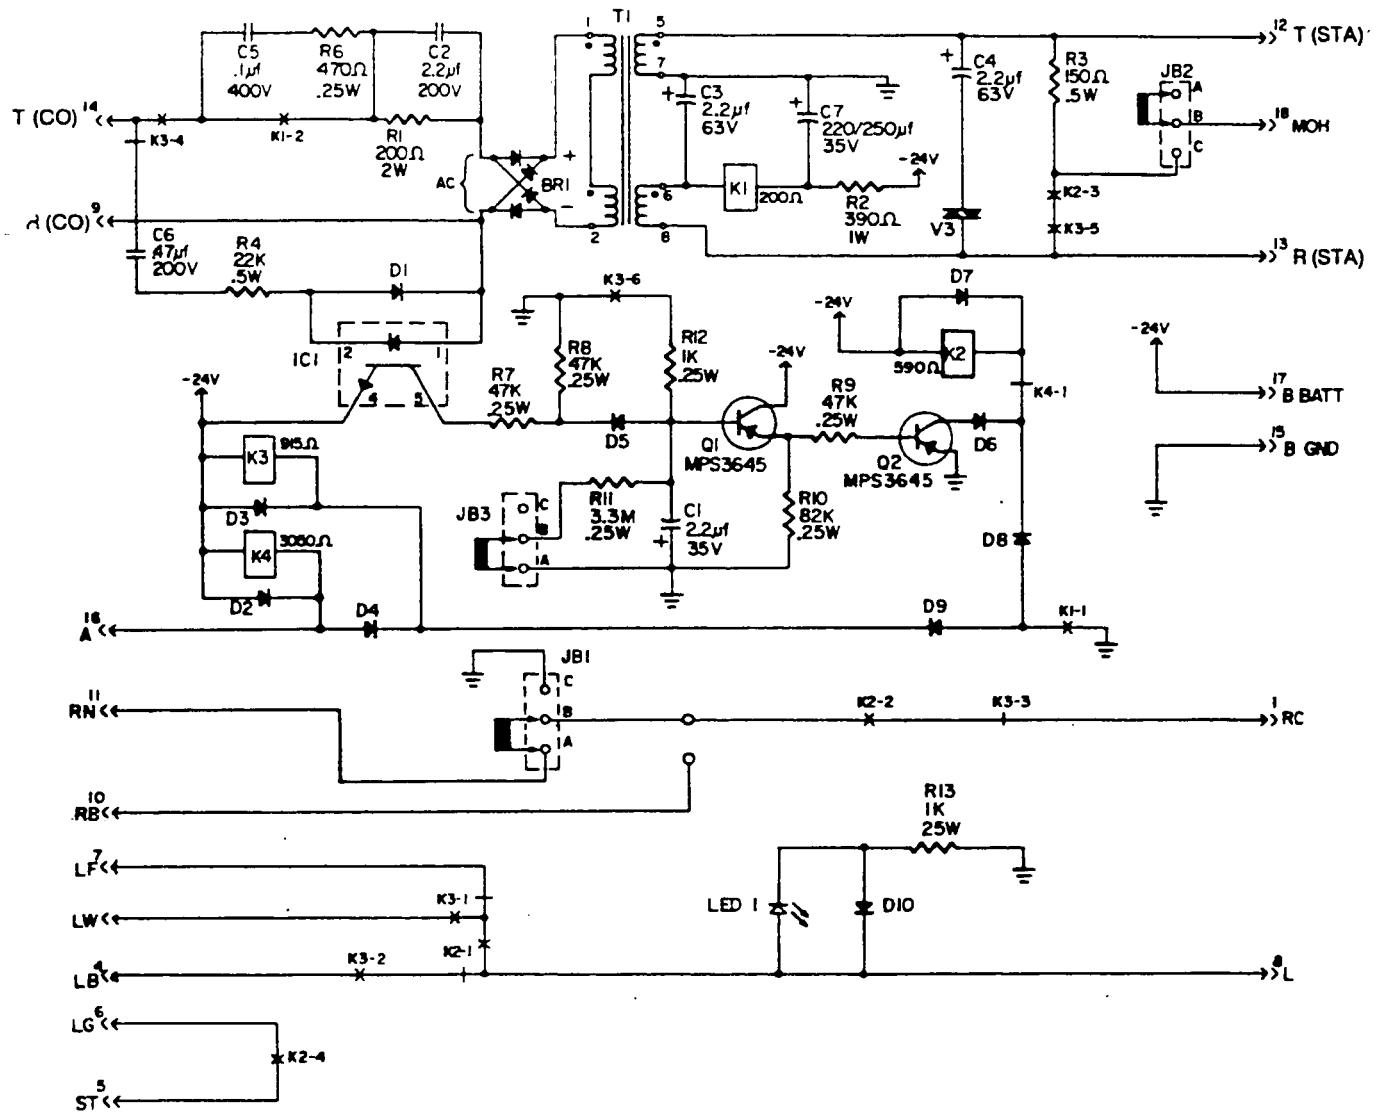 T1
1
5
12 T (STA)
C5
.1µf
400V
R6
470Ω
.25W
C2
2.2µf
200V
7
C4
2.2µf
63V
+
R3
150Ω
.5W
JB2
A
B
C
18 MOH
T (CO) 14
K3-4
K1-2
R1
200Ω
2W
C3
2.2µf
63V
+
C7
220/250µf
35V
+
-24V
AC
BR1
+
−
K1
200Ω
R2
390Ω
1W
6
8
2
V3
K2-3
K3-5
(CO) 9
13 R (STA)
C6
.47µf
200V
R4
22K
.5W
D1
K3-6
D7
-24V
K2
590Ω
K4-1
-24V
17
B BATT
15
B GND
IC1
2
1
4
5
R7
47K
.25W
R8
47K
.25W
R12
1K
.25W
D5
-24V
Q1
MPS3645
R9
47K
.25W
Q2
MPS3645
D6
-24V
K3
915Ω
D3
K4
3080Ω
D2
JB3
C
B
A
R11
3.3M
.25W
C1
2.2µf
35V
+
R10
82K
.25W
D8
16
A
D4
D9
K1-1
JB1
C
B
A
11
RN
K2-2
K3-3
1
RC
10
RB
R13
1K
25W
7
LF
K3-1
LW
LED 1
D10
K2-1
K3-2
4
LB
8
L
6
LG
K2-4
5
ST